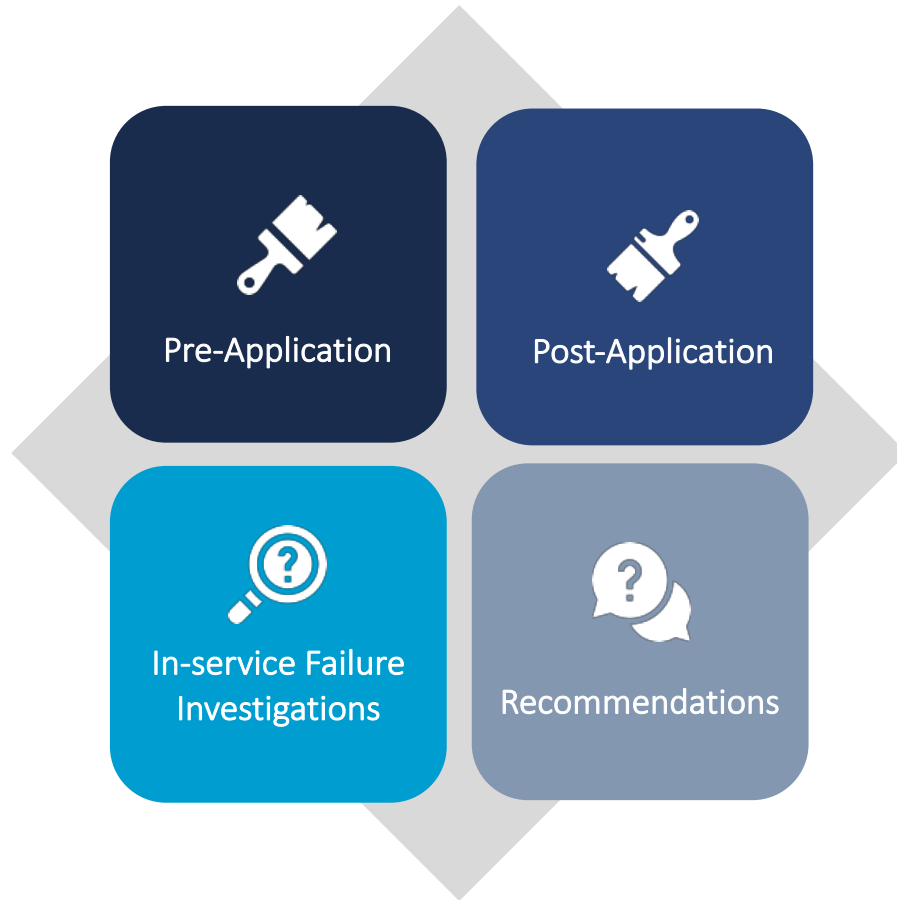 Pre-Application
Post-Application
In-service Failure
Investigations
Recommendations